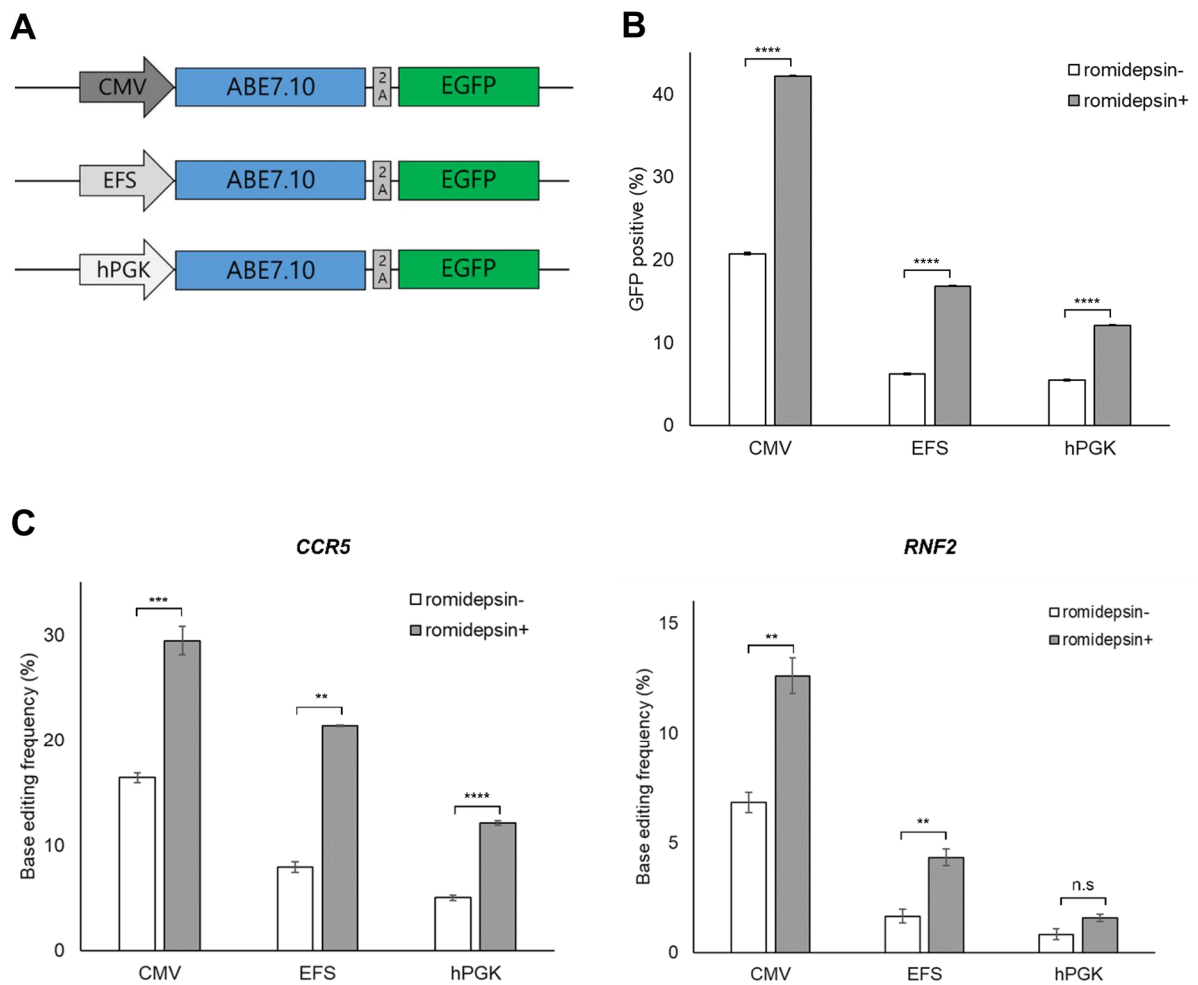 A
CMV ABE7.10 2A EGFP
EFS ABE7.10 2A EGFP
hPGK ABE7.10 2A EGFP
B
GFP positive (%)
40
30
20
10
0
****
****
****
romidepsin-
romidepsin+
CMV EFS hPGK
C
CCR5
Base editing frequency (%)
30
20
10
0
***
**
****
romidepsin-
romidepsin+
CMV EFS hPGK
RNF2
Base editing frequency (%)
15
10
5
0
**
**
n.s
romidepsin-
romidepsin+
CMV EFS hPGK